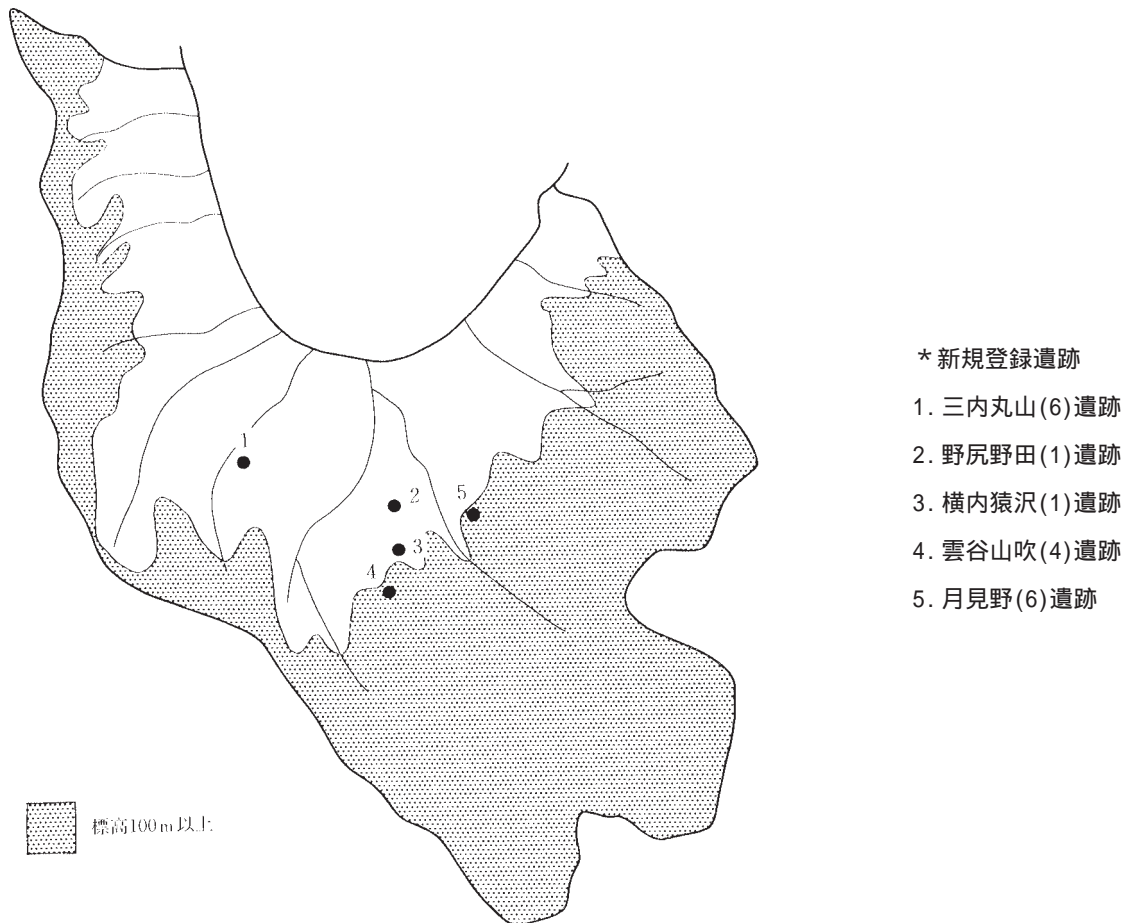 1
2
5
3
4
標高100m以上
*新規登録遺跡
1. 三内丸山(6)遺跡
2. 野尻野田(1)遺跡
3. 横内猿沢(1)遺跡
4. 雲谷山吹(4)遺跡
5. 月見野(6)遺跡